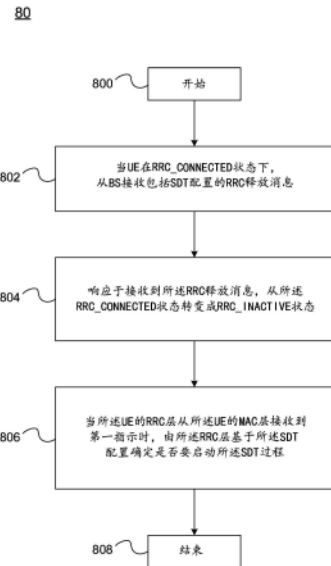 80
800
开始
802
当UE在RRC_CONNECTED状态下，
从BS接收包括SDT配置的RRC释放消息
804
响应于接收到所述RRC释放消息，从所述
RRC_CONNECTED状态转变成RRC_INACTIVE状态
806
当所述UE的RRC层从所述UE的MAC层接收到
第一指示时，由所述RRC层基于所述SDT
配置确定是否要启动所述SDT过程
808
结束